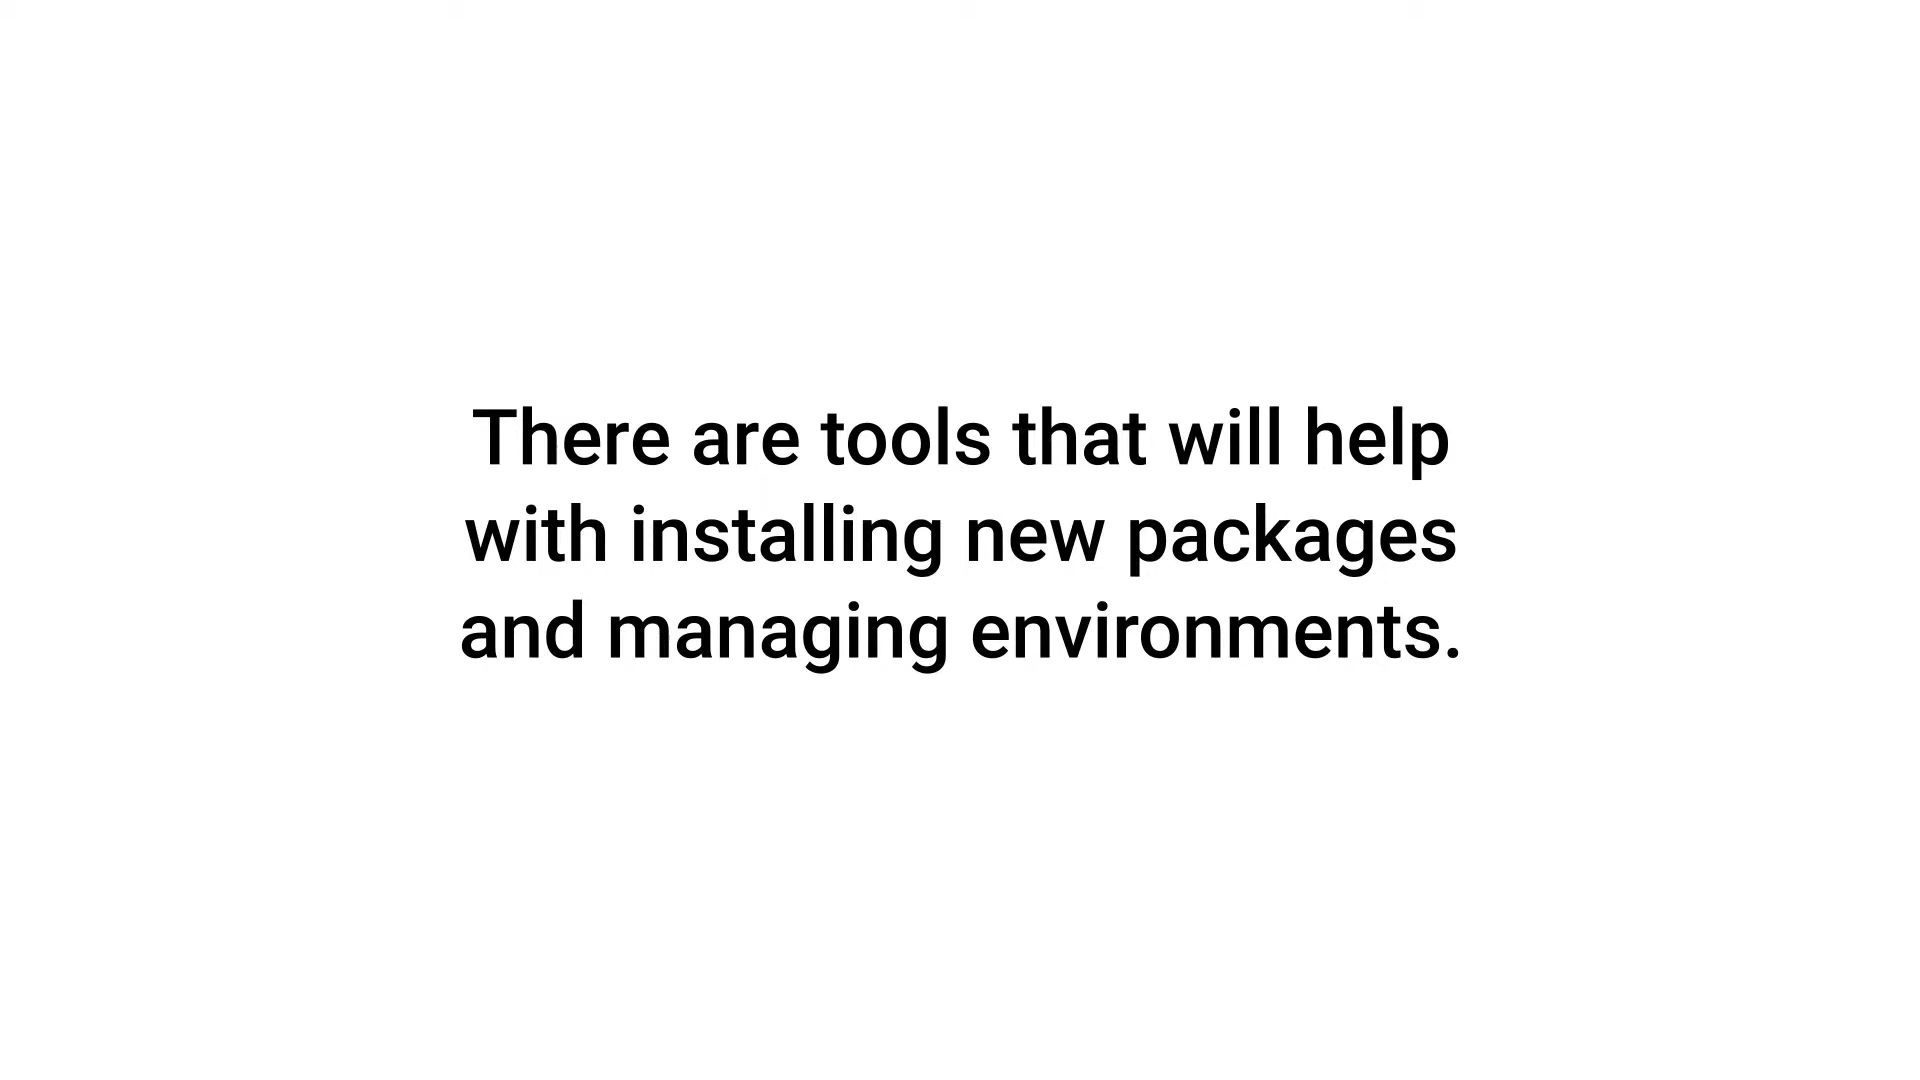 There are tools that will help
with installing new packages
and managing environments.